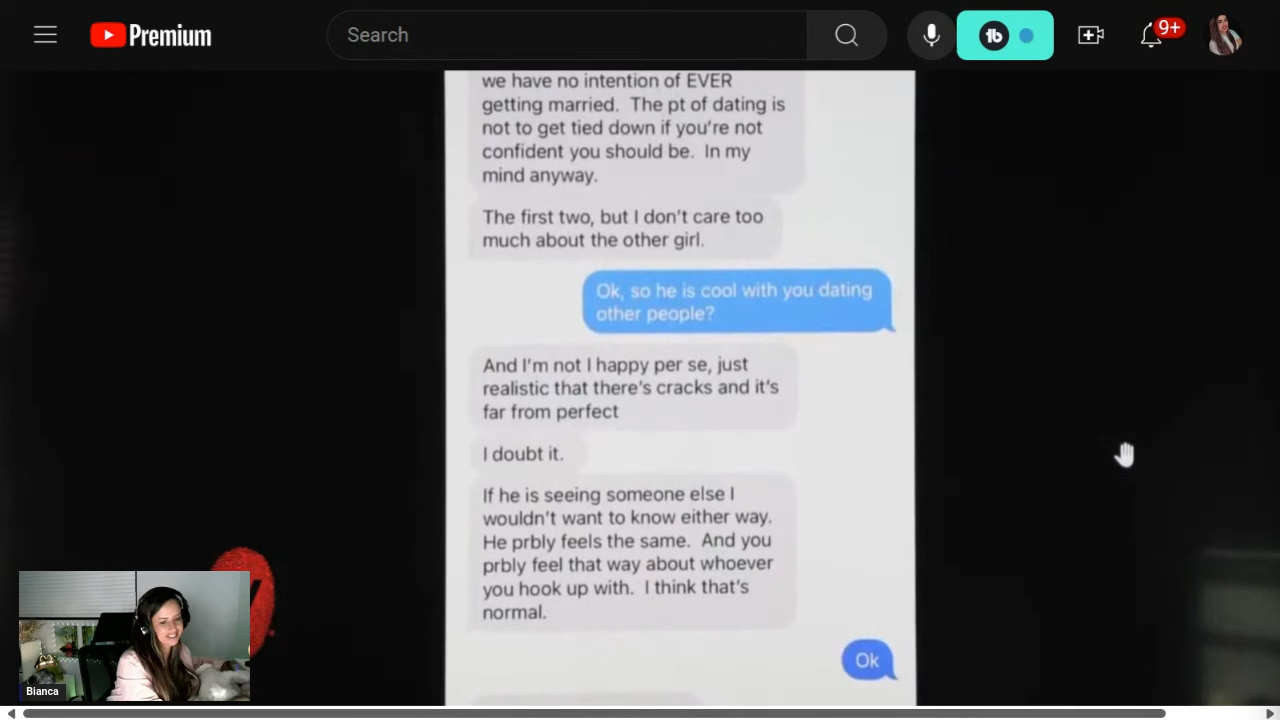 Premium
Search
9+
we have no intention of EVER
getting married. The pt of dating is
not to get tied down if you're not
confident you should be. In my
mind anyway.
The first two, but I don't care too
much about the other girl.
Ok, so he is cool with you dating
other people?
And I'm not I happy per se, just
realistic that there's cracks and it's
far from perfect
I doubt it.
If he is seeing someone else I
wouldn't want to know either way.
He prbly feels the same. And you
prbly feel that way about whoever
you hook up with. I think that's
normal.
Ok
Bianca